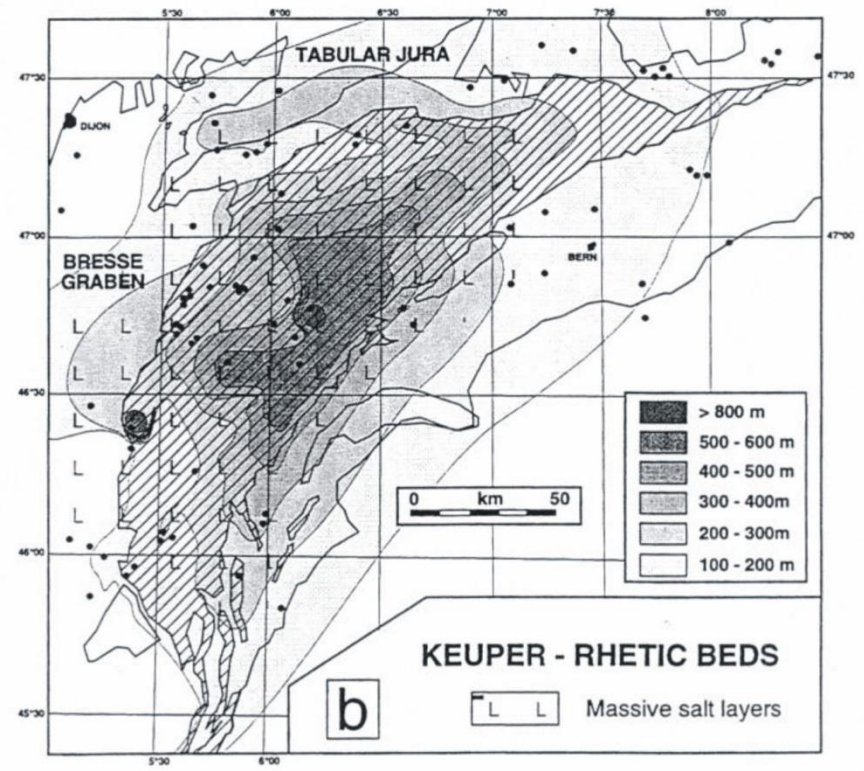 5°30 6°00 6°30 7°00 7°30 8°00
TABULAR JURA
47°30 47°30
DIJON
47°00 47°00
BERN
BRESSE
GRABEN
46°30
> 800 m
500 - 600 m
400 - 500 m
300 - 400m
200 - 300m
100 - 200 m
0 km 50
46°00
KEUPER - RHETIC BEDS
b
L L Massive salt layers
45°30
5°30 6°00